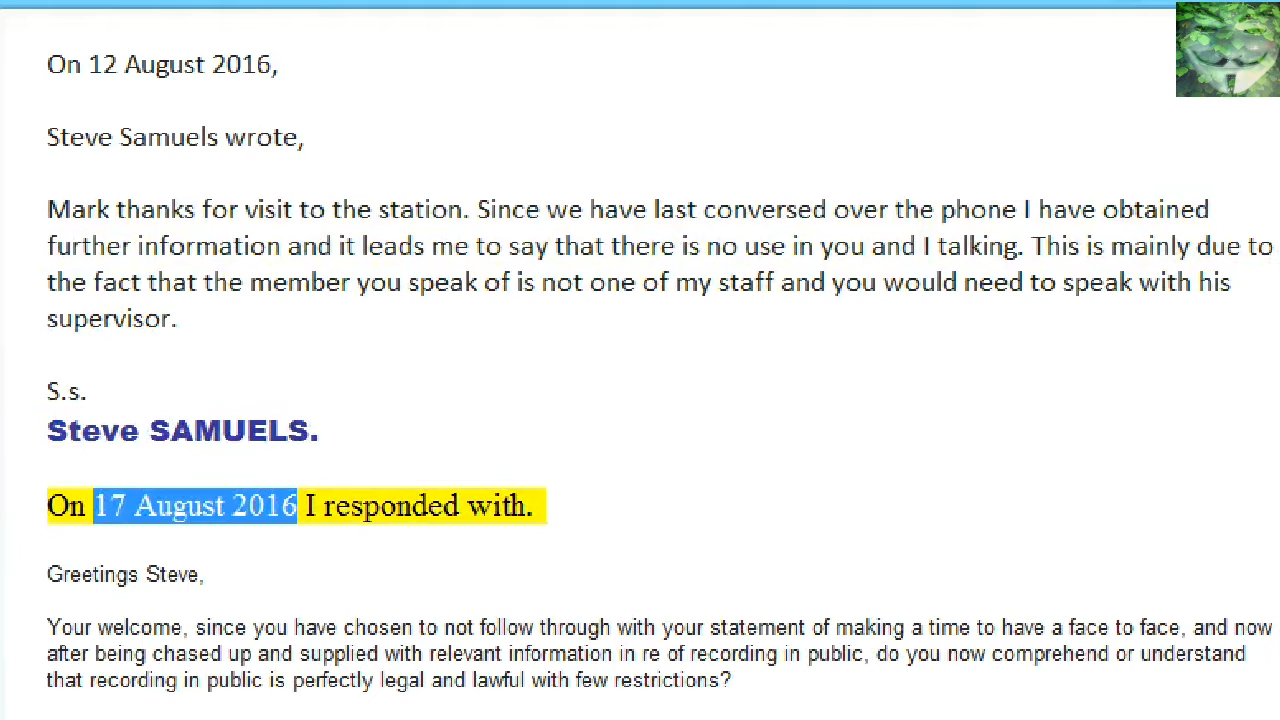 On 12 August 2016,
Steve Samuels wrote,
Mark thanks for visit to the station. Since we have last conversed over the phone I have obtained
further information and it leads me to say that there is no use in you and I talking. This is mainly due to
the fact that the member you speak of is not one of my staff and you would need to speak with his
supervisor.
S.s.
Steve SAMUELS.
On 17 August 2016 I responded with.
Greetings Steve,
Your welcome, since you have chosen to not follow through with your statement of making a time to have a face to face, and now
after being chased up and supplied with relevant information in re of recording in public, do you now comprehend or understand
that recording in public is perfectly legal and lawful with few restrictions?